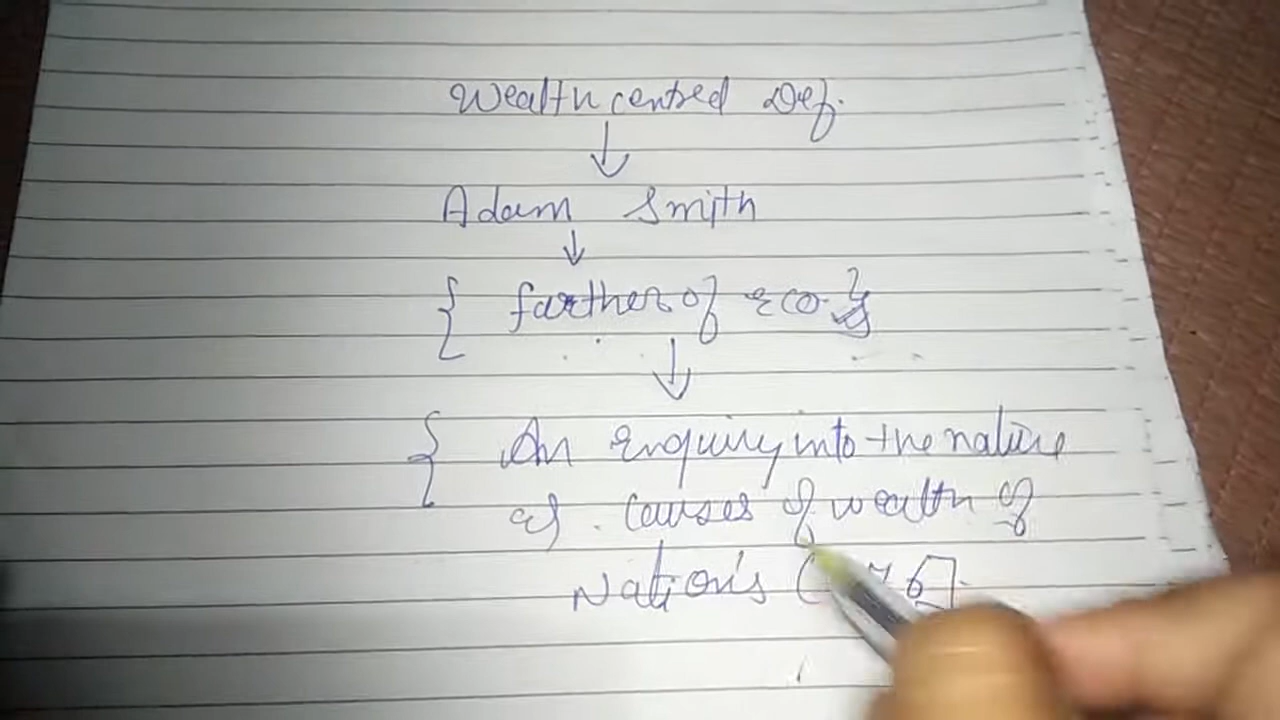 Wealth centred Def.
↓
Adam Smith
↓
{ farther of eco. }
↓
{ An Enquiry into the nature
of causes of wealth of
Nation's (